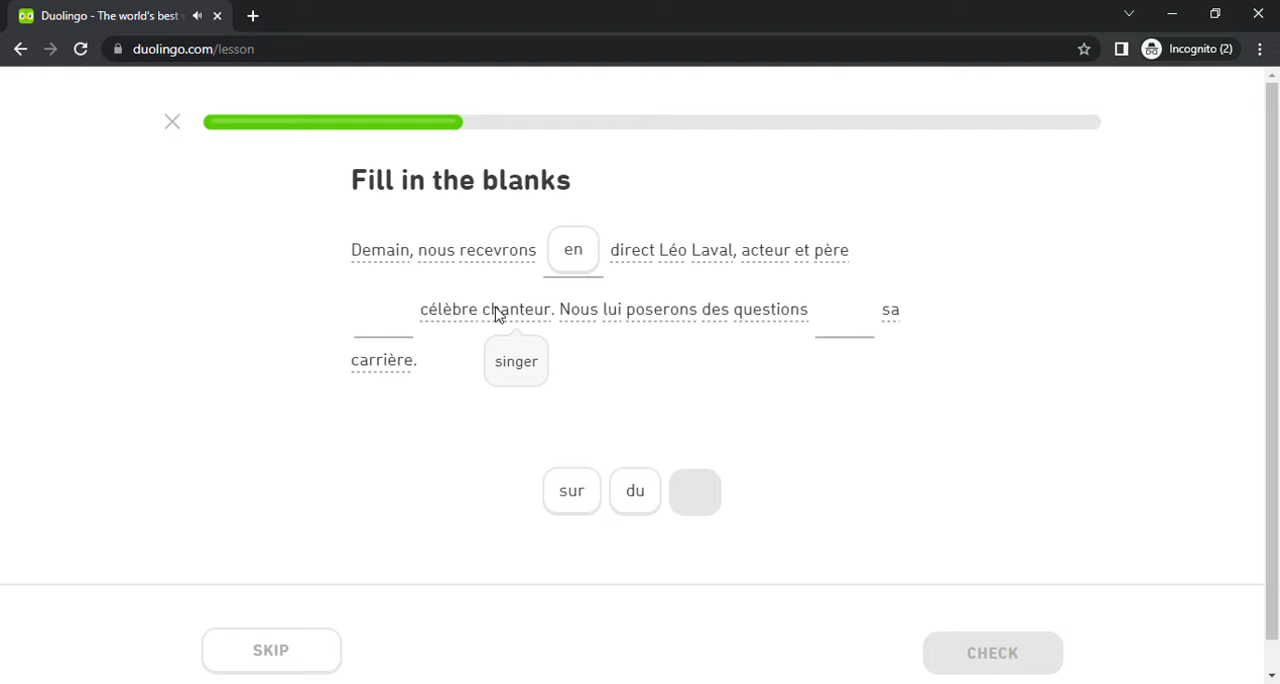 Duolingo - The world's best
duolingo.com/lesson
Incognito (2)
Fill in the blanks
Demain, nous recevrons en direct Léo Laval, acteur et père
célèbre chanteur. Nous lui poserons des questions sa
carrière.
singer
sur du
SKIP CHECK